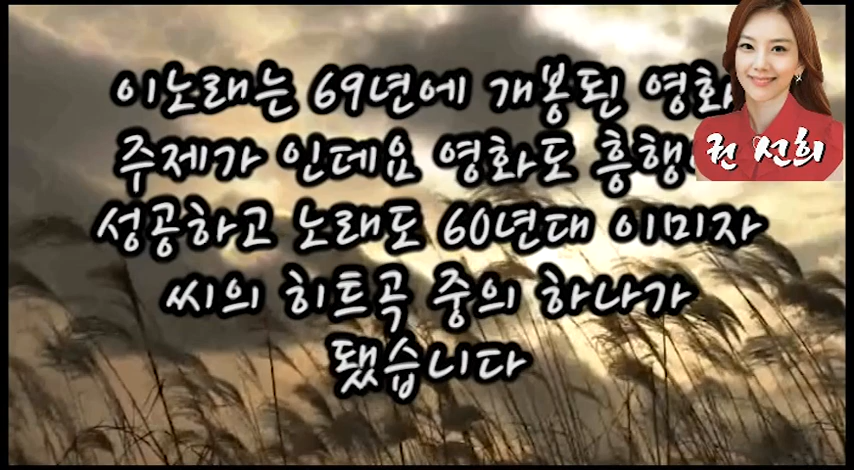 이노래는 69년에 개봉된 영화
주제가 인데요 영화도 흥행
성공하고 노래도 60년대 이미자
씨의 히트곡 중의 하나가
됐습니다
권 선희